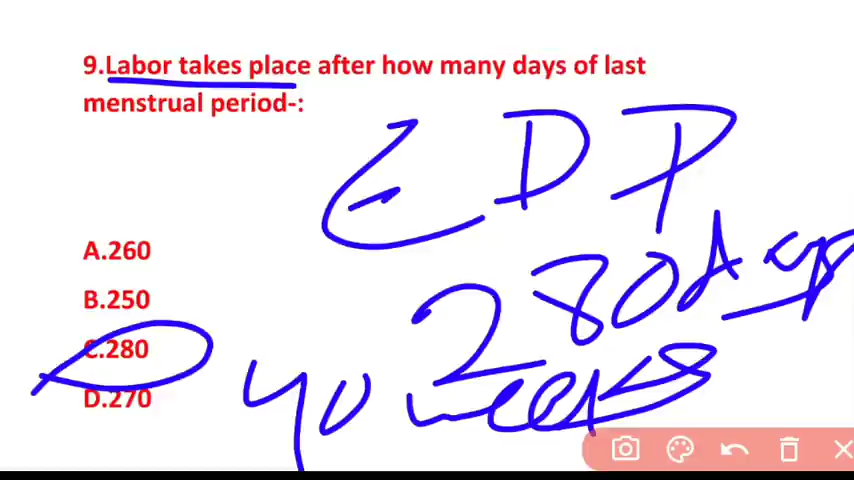 9.Labor takes place after how many days of last
menstrual period-:
EDD
A.260
280 days
B.250
C.280
40 weeks
D.270